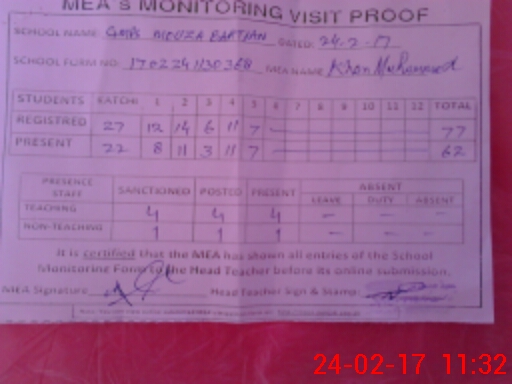 MEA's MONITORING VISIT PROOF
SCHOOL NAME: GMPS MOUZA DATED: 24-2-17
SCHOOL FORM NO: MEA NAME: Khan Muhammad
STUDENTS KATCHI 1 2 3 4 5 6 7 8 9 10 11 12 TOTAL
REGISTRED 27 12 14 6 11 7 77
PRESENT 22 8 11 3 11 7 62
PRESENCE STAFF SANCTIONED POSTED PRESENT ABSENT
LEAVE DUTY ABSENT
TEACHING 4 4 4 - - -
NON-TEACHING 1 1 1 - - -
It is certified that the MEA has shown all entries of the School
Monitoring Form to the Head Teacher before its online submission.
MEA Signature Head Teacher Sign & Stamp:
24-02-17 11:32